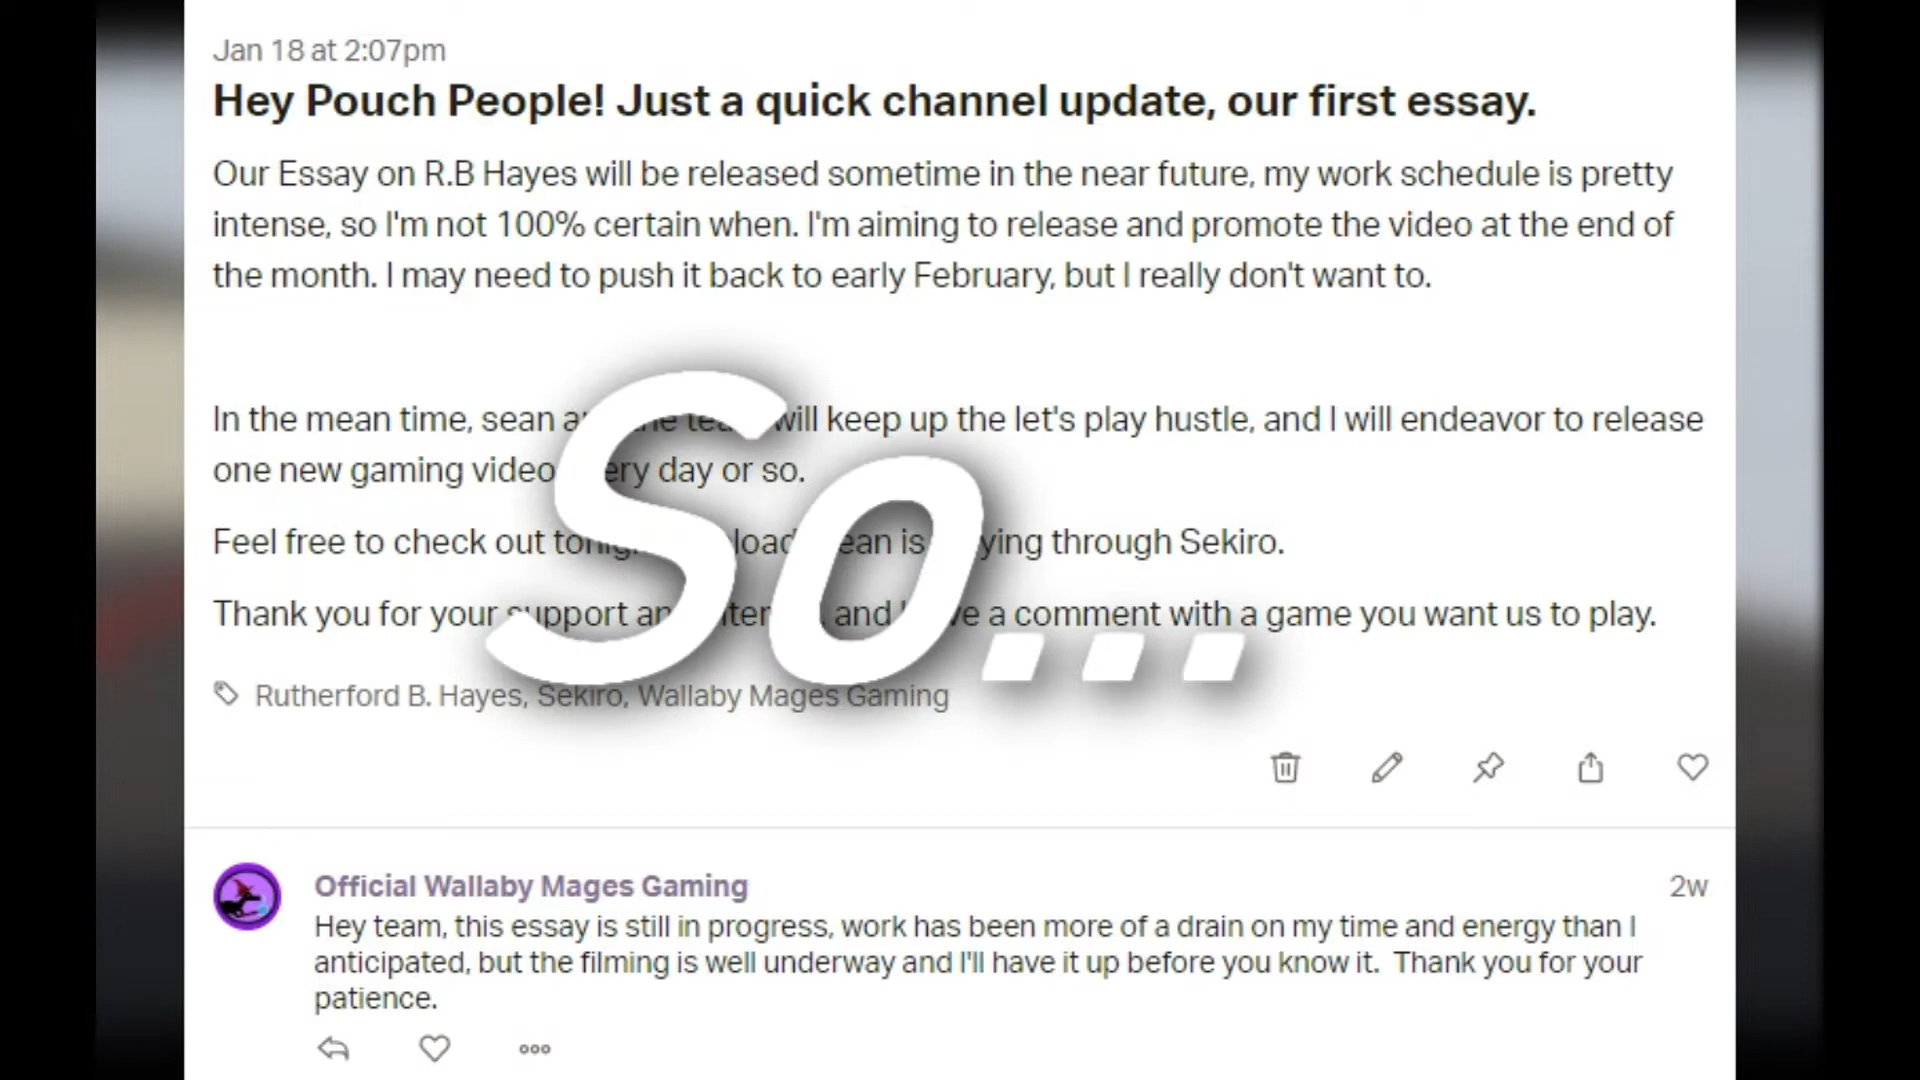 Jan 18 at 2:07pm
Hey Pouch People! Just a quick channel update, our first essay.
Our Essay on R.B Hayes will be released sometime in the near future, my work schedule is pretty
intense, so I'm not 100% certain when. I'm aiming to release and promote the video at the end of
the month. I may need to push it back to early February, but I really don't want to.
In the mean time, sean will keep up the let's play hustle, and I will endeavor to release
one new gaming video day or so.
So...
Feel free to check out is through Sekiro.
Thank you for your support and a comment with a game you want us to play.
Rutherford B. Hayes, Sekiro, Wallaby Mages Gaming
Official Wallaby Mages Gaming
2w
Hey team, this essay is still in progress, work has been more of a drain on my time and energy than I
anticipated, but the filming is well underway and I'll have it up before you know it. Thank you for your
patience.